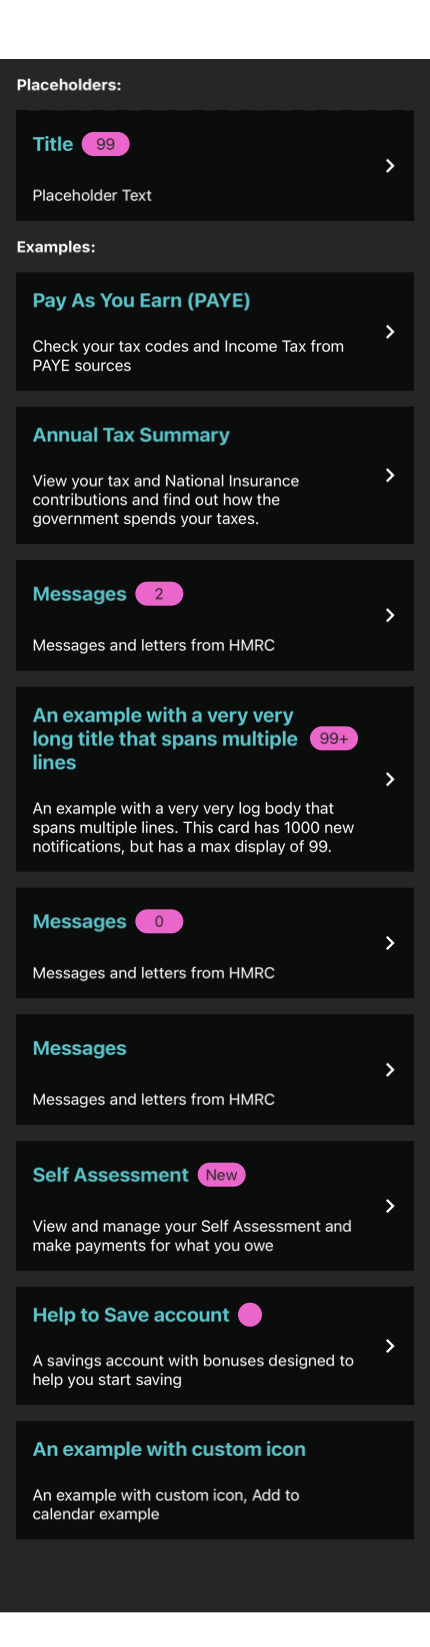 Placeholders:
Title 99
Placeholder Text
Examples:
Pay As You Earn (PAYE)
Check your tax codes and Income Tax from
PAYE sources
Annual Tax Summary
View your tax and National Insurance
contributions and find out how the
government spends your taxes.
Messages 2
Messages and letters from HMRC
An example with a very very
long title that spans multiple 99+
lines
An example with a very very log body that
spans multiple lines. This card has 1000 new
notifications, but has a max display of 99.
Messages 0
Messages and letters from HMRC
Messages
Messages and letters from HMRC
Self Assessment New
View and manage your Self Assessment and
make payments for what you owe
Help to Save account
A savings account with bonuses designed to
help you start saving
An example with custom icon
An example with custom icon, Add to
calendar example